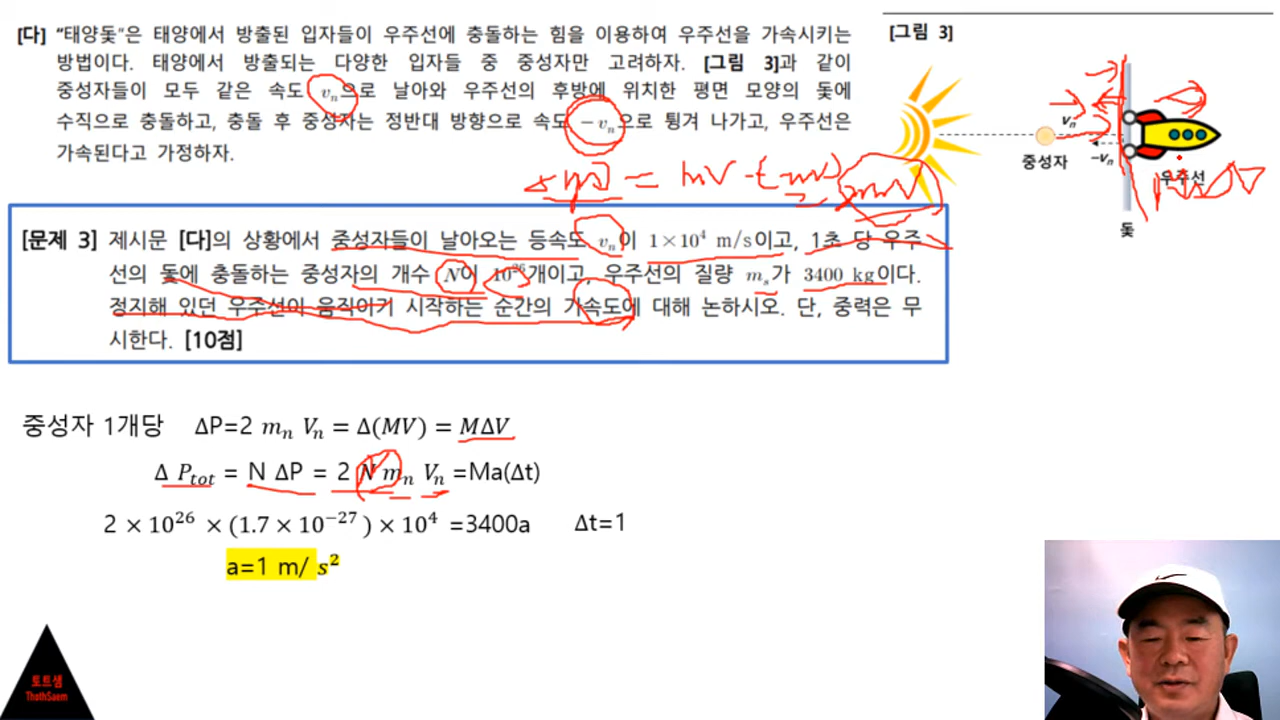 [다] "태양돛"은 태양에서 방출된 입자들이 우주선에 충돌하는 힘을 이용하여 우주선을 가속시키는
방법이다. 태양에서 방출되는 다양한 입자들 중 중성자만 고려하자. [그림 3]과 같이
중성자들이 모두 같은 속도 vₙ으로 날아와 우주선의 후방에 위치한 평면 모양의 돛에
수직으로 충돌하고, 충돌 후 중성자는 정반대 방향으로 속도 −vₙ으로 튕겨 나가고, 우주선은
가속된다고 가정하자.
[그림 3]
vₙ
중성자
−vₙ
우주선
돛
Δmv = mV - (-mV) 2mV
MΔV
[문제 3] 제시문 [다]의 상황에서 중성자들이 날아오는 등속도 vₙ이 1×10⁴ m/s이고, 1초 당 우주
선의 돛에 충돌하는 중성자의 개수 N이 10²⁶개이고, 우주선의 질량 mₛ가 3400 kg이다.
정지해 있던 우주선이 움직이기 시작하는 순간의 가속도에 대해 논하시오. 단, 중력은 무
시한다. [10점]
중성자 1개당 ΔP=2 mₙ Vₙ = Δ(MV) = MΔV
Δ Pₜₒₜ = N ΔP = 2 N mₙ Vₙ =Ma(Δt)
2 × 10²⁶ × (1.7 × 10⁻²⁷ ) × 10⁴ =3400a Δt=1
a=1 m/ s²
토트샘
ThothSaem